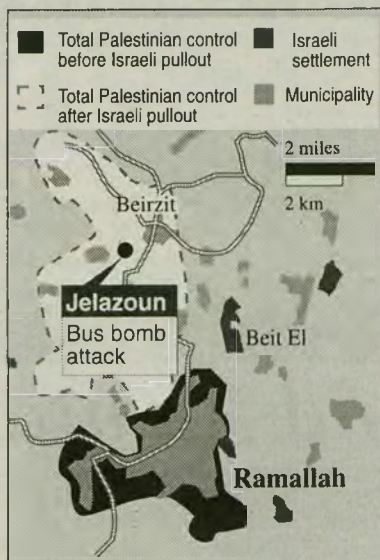 Total Palestinian control
before Israeli pullout
Israeli
settlement
Total Palestinian control
after Israeli pullout
Municipality
2 miles
2 km
Beirzit
Jelazoun
Bus bomb
attack
Beit El
Ramallah